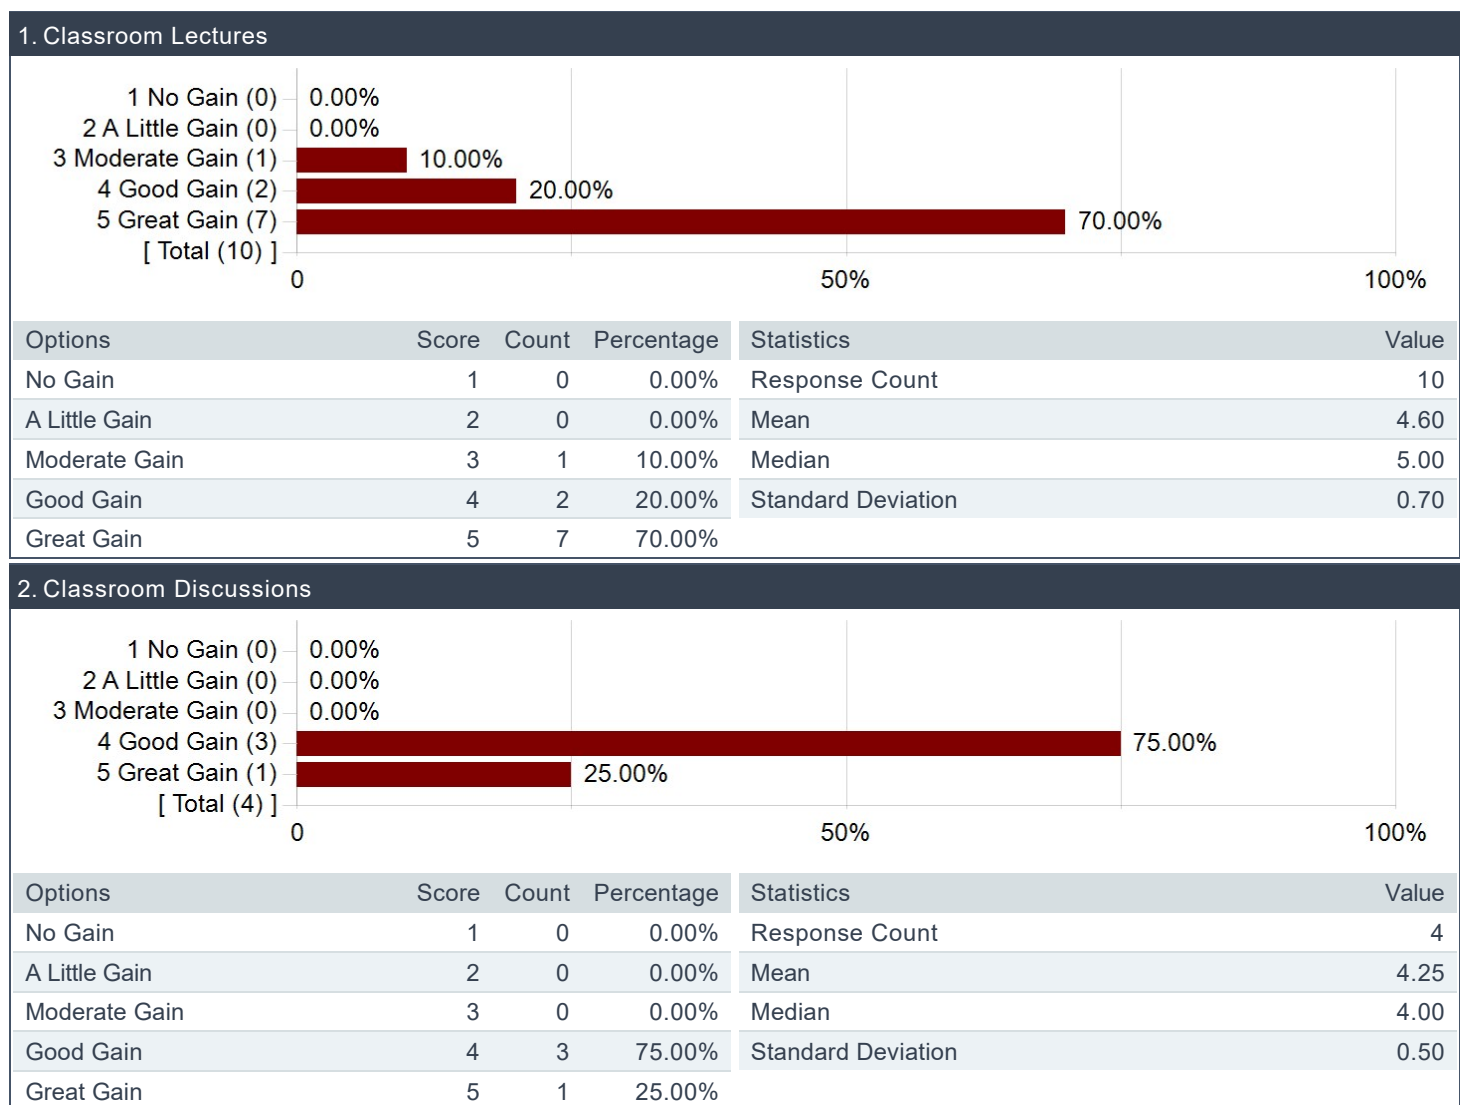 1. Classroom Lectures
1 No Gain (0) 0.00%
2 A Little Gain (0) 0.00%
3 Moderate Gain (1) 10.00%
4 Good Gain (2) 20.00%
5 Great Gain (7) 70.00%
[ Total (10) ]
0 50% 100%
Options Score Count Percentage Statistics Value
No Gain 1 0 0.00% Response Count 10
A Little Gain 2 0 0.00% Mean 4.60
Moderate Gain 3 1 10.00% Median 5.00
Good Gain 4 2 20.00% Standard Deviation 0.70
Great Gain 5 7 70.00%
2. Classroom Discussions
1 No Gain (0) 0.00%
2 A Little Gain (0) 0.00%
3 Moderate Gain (0) 0.00%
4 Good Gain (3) 75.00%
5 Great Gain (1) 25.00%
[ Total (4) ]
0 50% 100%
Options Score Count Percentage Statistics Value
No Gain 1 0 0.00% Response Count 4
A Little Gain 2 0 0.00% Mean 4.25
Moderate Gain 3 0 0.00% Median 4.00
Good Gain 4 3 75.00% Standard Deviation 0.50
Great Gain 5 1 25.00%